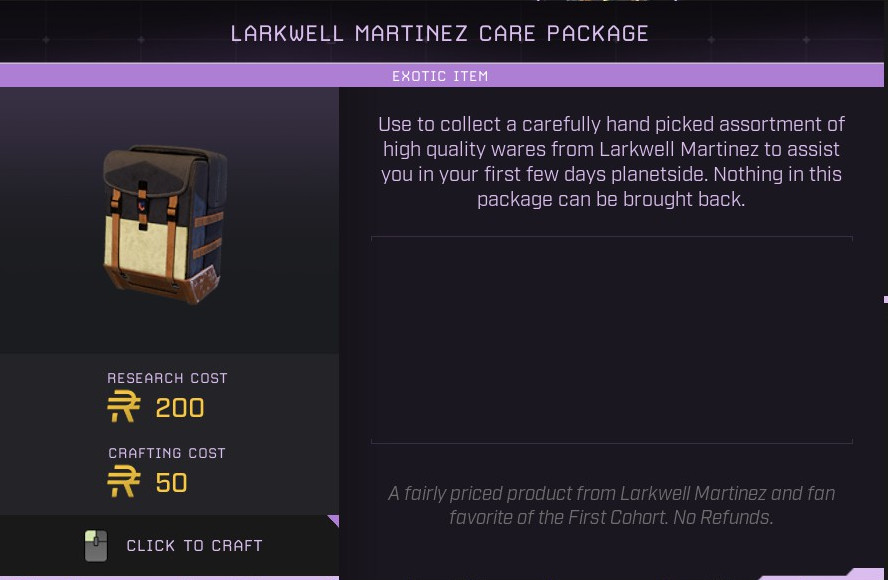 LARKWELL MARTINEZ CARE PACKAGE
EXOTIC ITEM
Use to collect a carefully hand picked assortment of
high quality wares from Larkwell Martinez to assist
you in your first few days planetside. Nothing in this
package can be brought back.
RESEARCH COST
200
CRAFTING COST
50
CLICK TO CRAFT
A fairly priced product from Larkwell Martinez and fan
favorite of the First Cohort. No Refunds.